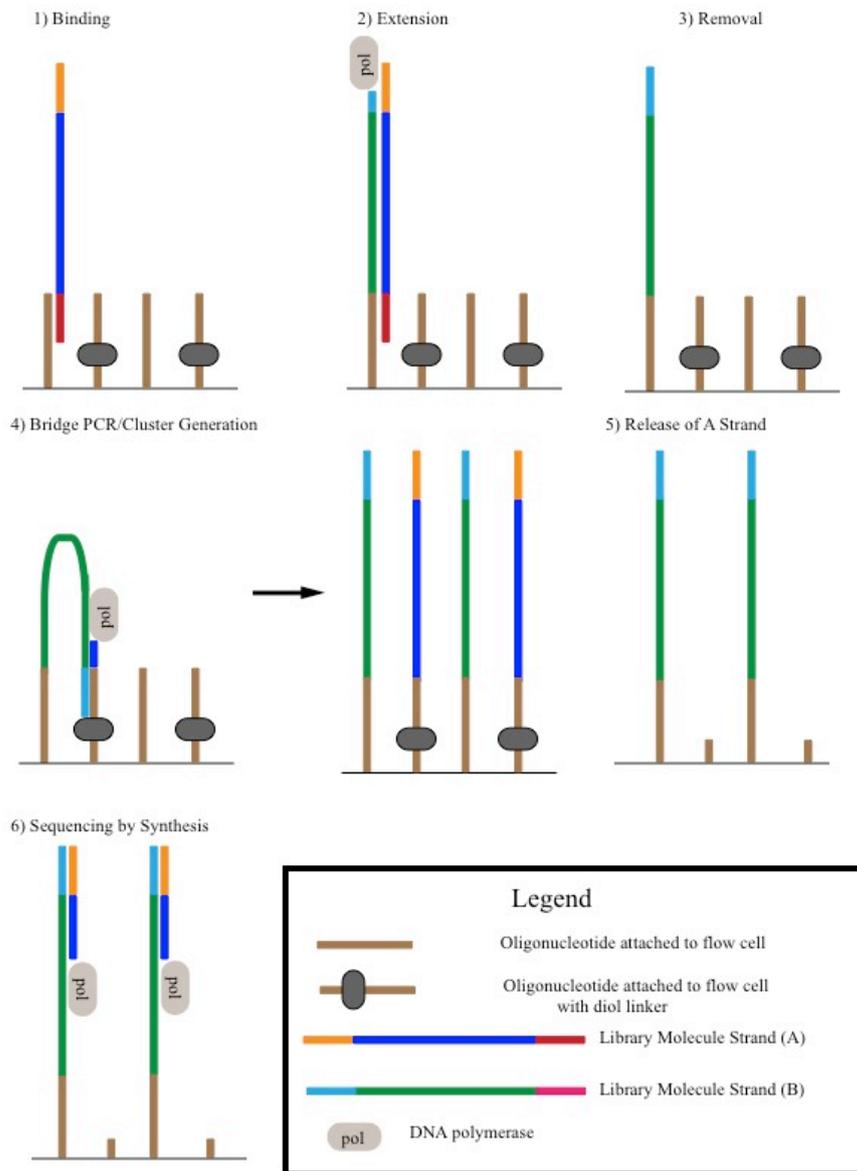 1) Binding
2) Extension
3) Removal
pol
4) Bridge PCR/Cluster Generation
5) Release of A Strand
pol
6) Sequencing by Synthesis
pol
pol
Legend
Oligonucleotide attached to flow cell
Oligonucleotide attached to flow cell
with diol linker
Library Molecule Strand (A)
Library Molecule Strand (B)
pol
DNA polymerase